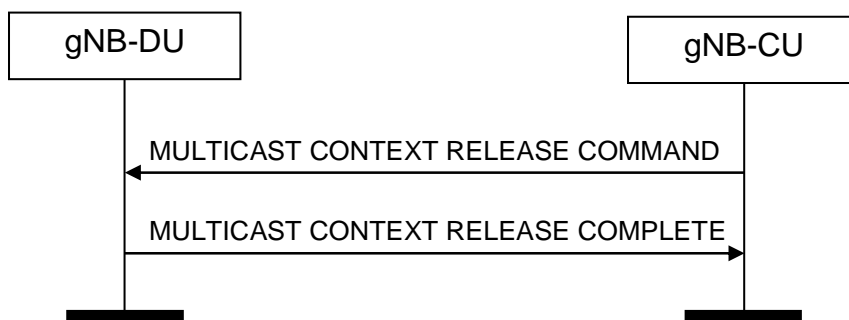 gNB-DU
gNB-CU
MULTICAST CONTEXT RELEASE COMMAND
MULTICAST CONTEXT RELEASE COMPLETE